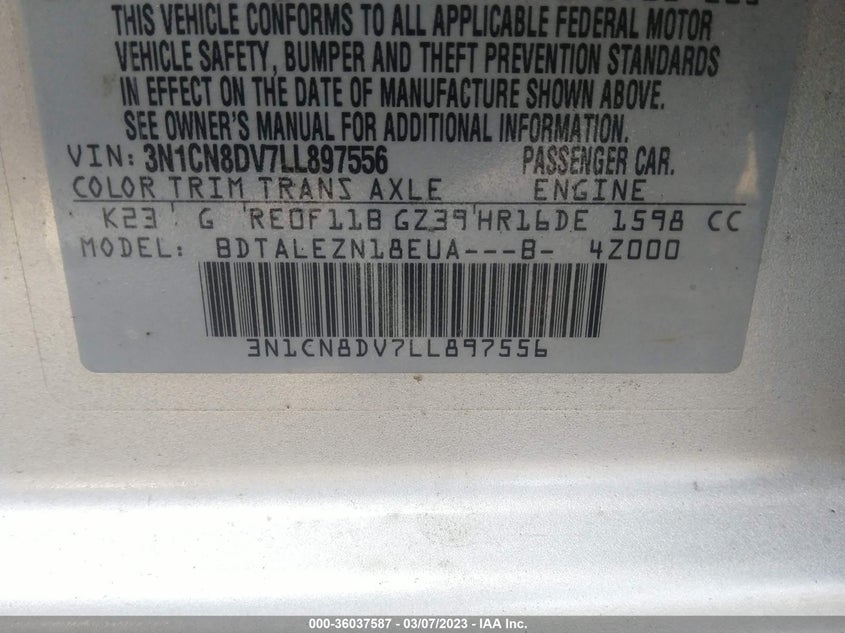 THIS VEHICLE CONFORMS TO ALL APPLICABLE FEDERAL MOTOR
VEHICLE SAFETY, BUMPER AND THEFT PREVENTION STANDARDS
IN EFFECT ON THE DATE OF MANUFACTURE SHOWN ABOVE.
SEE OWNER'S MANUAL FOR ADDITIONAL INFORMATION.
VIN: 3N1CN8DV7LL897556 PASSENGER CAR.
COLOR TRIM TRANS AXLE ENGINE
K23 G RE0F11B GZ39 HR16DE 1598 CC
MODEL: BDTALEZN18EUA---B- 4Z000
3N1CN8DV7LL897556
000-36037587 - 03/07/2023 - © IAA, Inc.